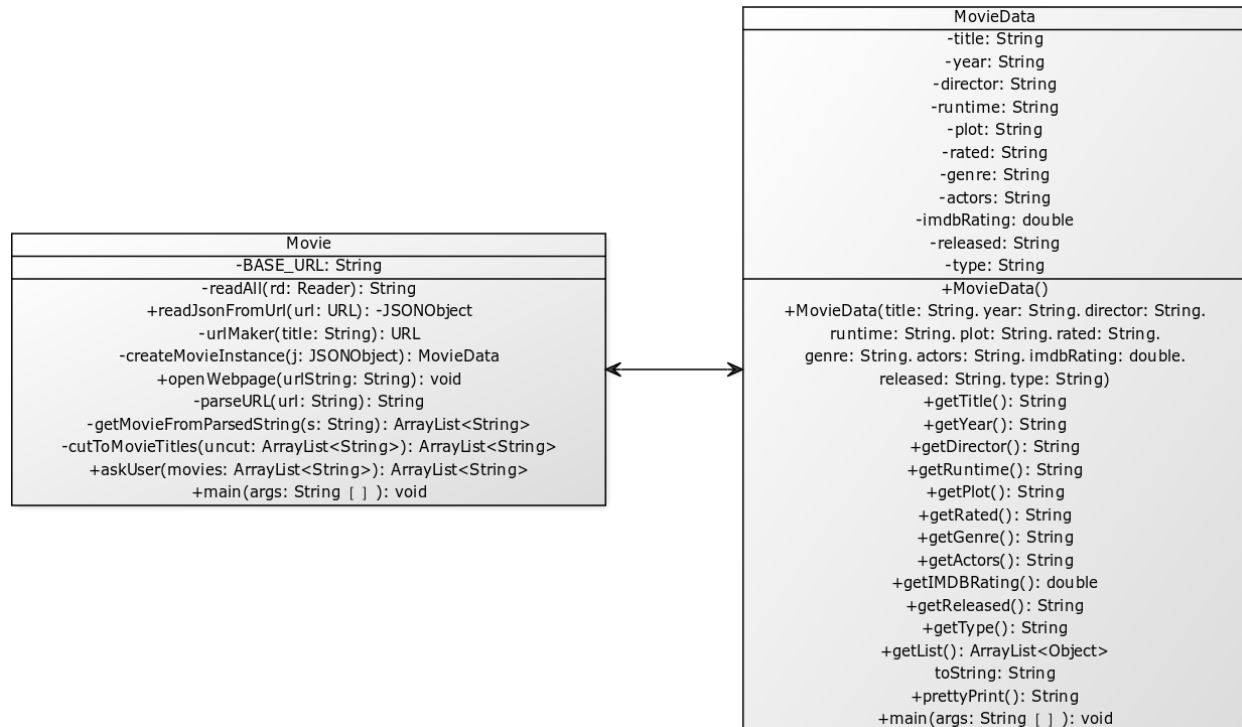 Movie
-BASE_URL: String
-readAll(rd: Reader): String
+readJsonFromUrl(url: URL): -JSONObject
-urlMaker(title: String): URL
-createMovieInstance(j: JSONObject): MovieData
+openWebpage(urlString: String): void
-parseURL(url: String): String
-getMovieFromParsedString(s: String): ArrayList<String>
-cutToMovieTitles(uncut: ArrayList<String>): ArrayList<String>
+askUser(movies: ArrayList<String>): ArrayList<String>
+main(args: String [ ] ): void
MovieData
-title: String
-year: String
-director: String
-runtime: String
-plot: String
-rated: String
-genre: String
-actors: String
-imdbRating: double
-released: String
-type: String
+MovieData()
+MovieData(title: String. year: String. director: String.
runtime: String. plot: String. rated: String.
genre: String. actors: String. imdbRating: double.
released: String. type: String)
+getTitle(): String
+getYear(): String
+getDirector(): String
+getRuntime(): String
+getPlot(): String
+getRated(): String
+getGenre(): String
+getActors(): String
+getIMDBRating(): double
+getReleased(): String
+getType(): String
+getList(): ArrayList<Object>
toString: String
+prettyPrint(): String
+main(args: String [ ] ): void